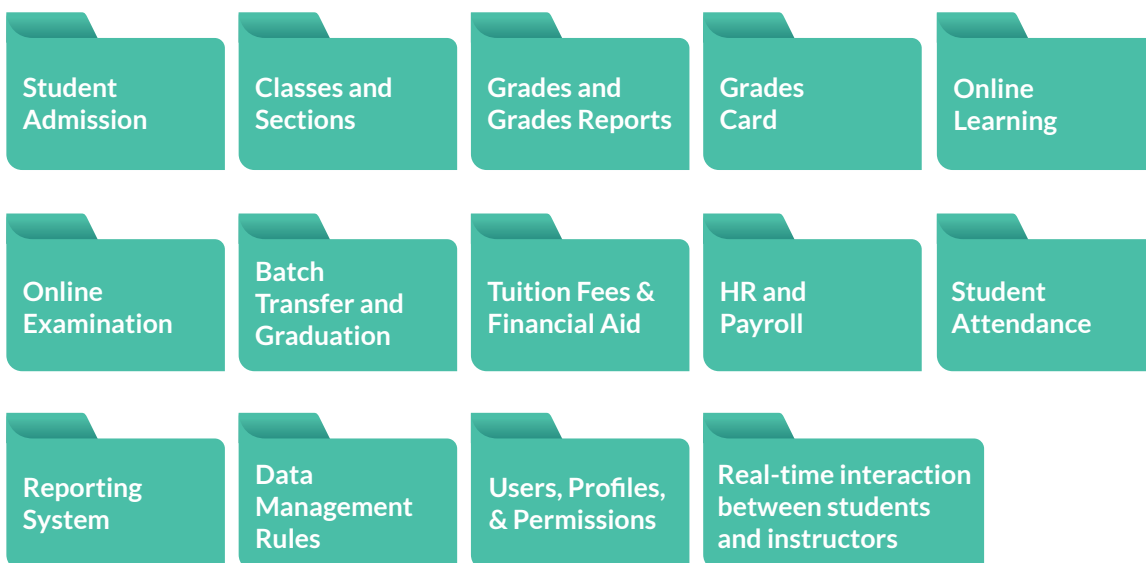 Student
Admission
Classes and
Sections
Grades and
Grades Reports
Grades
Card
Online
Learning
Online
Examination
Batch
Transfer and
Graduation
Tuition Fees &
Financial Aid
HR and
Payroll
Student
Attendance
Reporting
System
Data
Management
Rules
Users, Profiles,
& Permissions
Real-time interaction
between students
and instructors